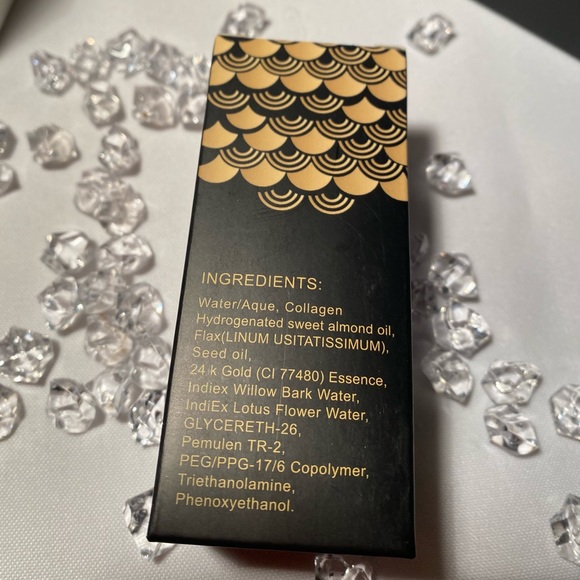 INGREDIENTS:
Water/Aque, Collagen
Hydrogenated sweet almond oil,
Flax(LINUM USITATISSIMUM),
Seed oil,
24 k Gold (CI 77480) Essence,
Indiex Willow Bark Water,
IndiEx Lotus Flower Water,
GLYCERETH-26,
Pemulen TR-2,
PEG/PPG-17/6 Copolymer,
Triethanolamine,
Phenoxyethanol.